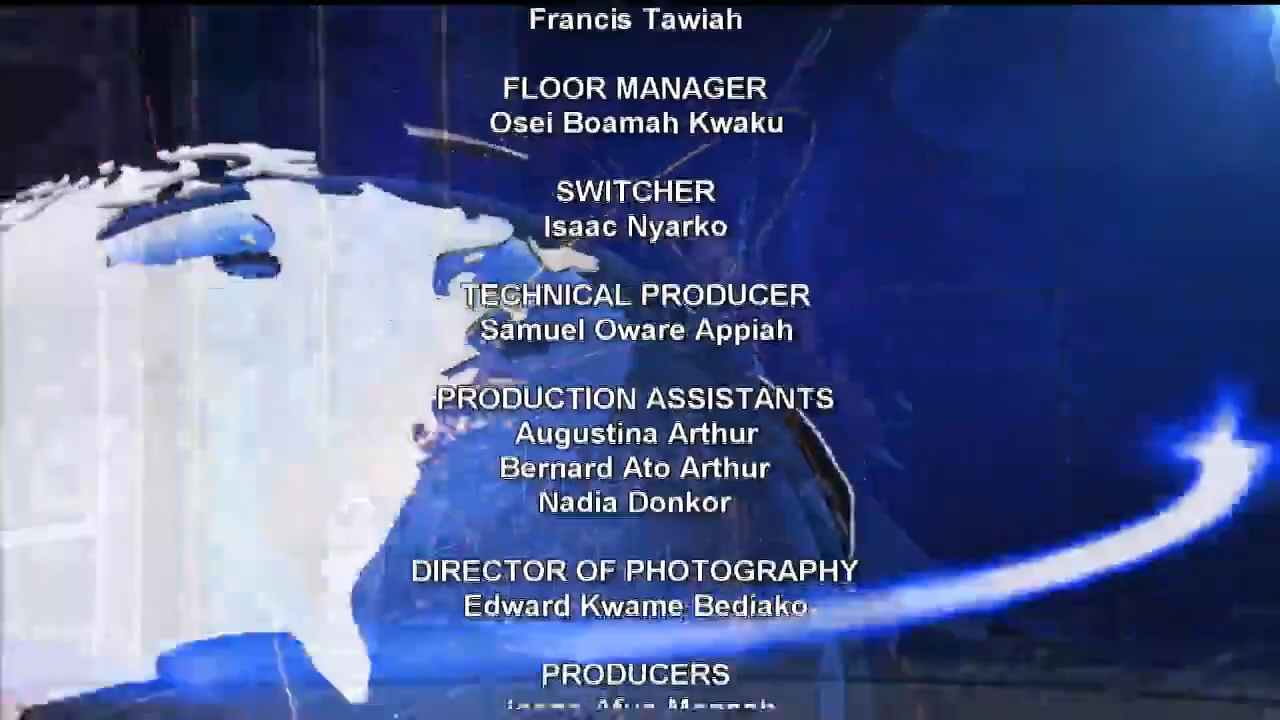 Francis Tawiah
FLOOR MANAGER
Osei Boamah Kwaku
SWITCHER
Isaac Nyarko
TECHNICAL PRODUCER
Samuel Oware Appiah
PRODUCTION ASSISTANTS
Augustina Arthur
Bernard Ato Arthur
Nadia Donkor
DIRECTOR OF PHOTOGRAPHY
Edward Kwame Bediako
PRODUCERS